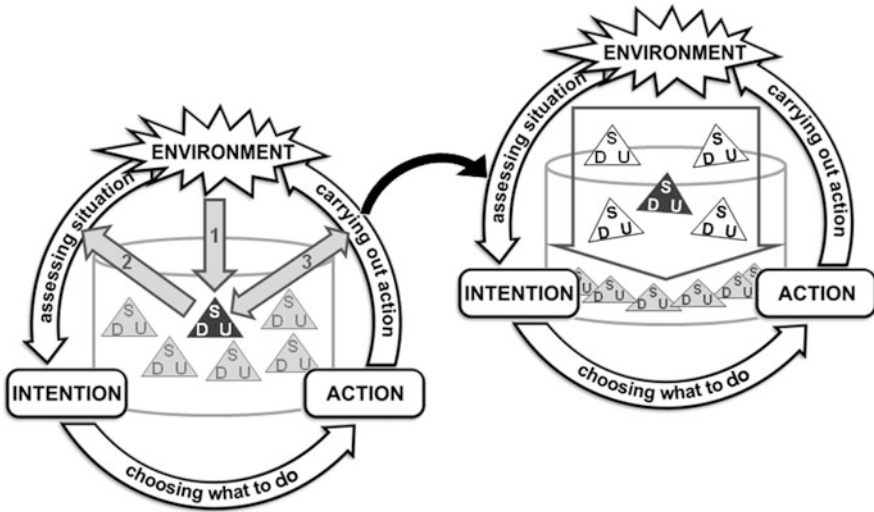 ENVIRONMENT
assessing situation
carrying out action
1
2
3
S
D U
S
D U
S
D U
S
D U
S
D U
S
D U
INTENTION
ACTION
choosing what to do
ENVIRONMENT
assessing situation
carrying out action
S
D U
S
D U
S
D U
S
D U
S
D U
S
D U
S
D U
S
D U
S
D U
S
D U
S
U
INTENTION
ACTION
choosing what to do